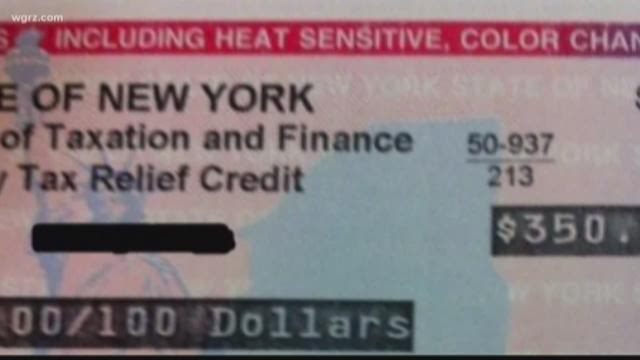 wgrz.com
S INCLUDING HEAT SENSITIVE, COLOR CHAN
E OF NEW YORK
of Taxation and Finance
50-937
213
y Tax Relief Credit
$350.
00/100 Dollars